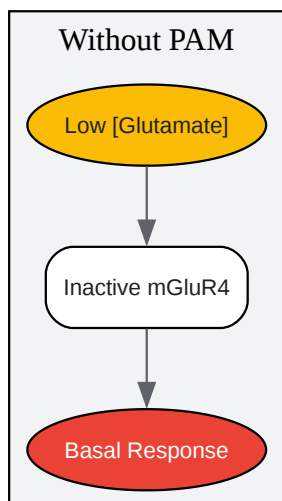 Without PAM
Low [Glutamate]
Inactive mGluR4
Basal Response